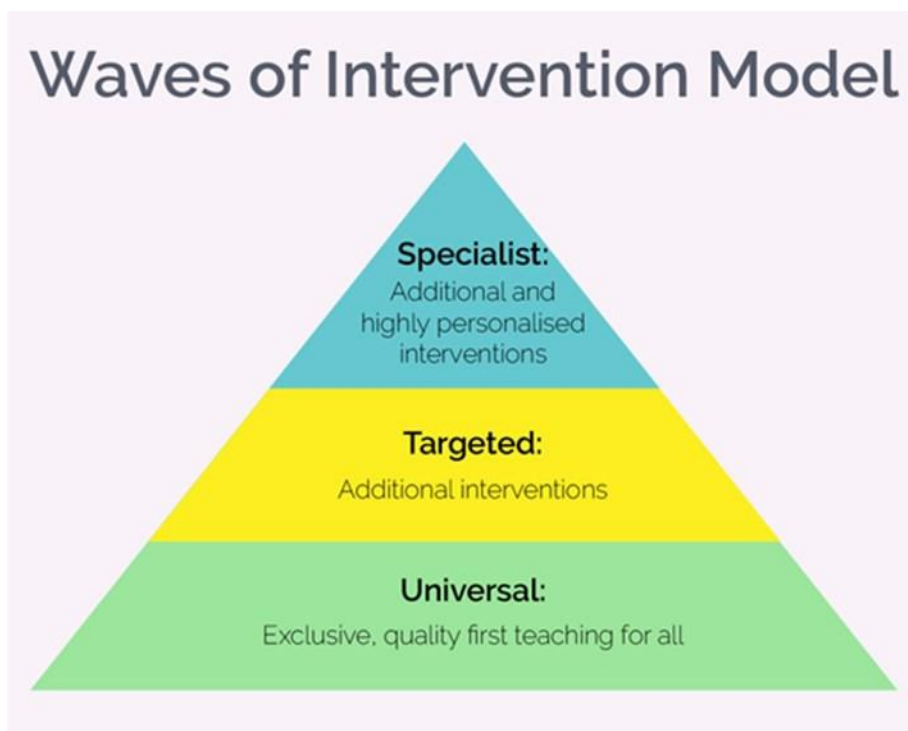 Waves of Intervention Model
Specialist:
Additional and
highly personalised
interventions
Targeted:
Additional interventions
Universal:
Exclusive, quality first teaching for all